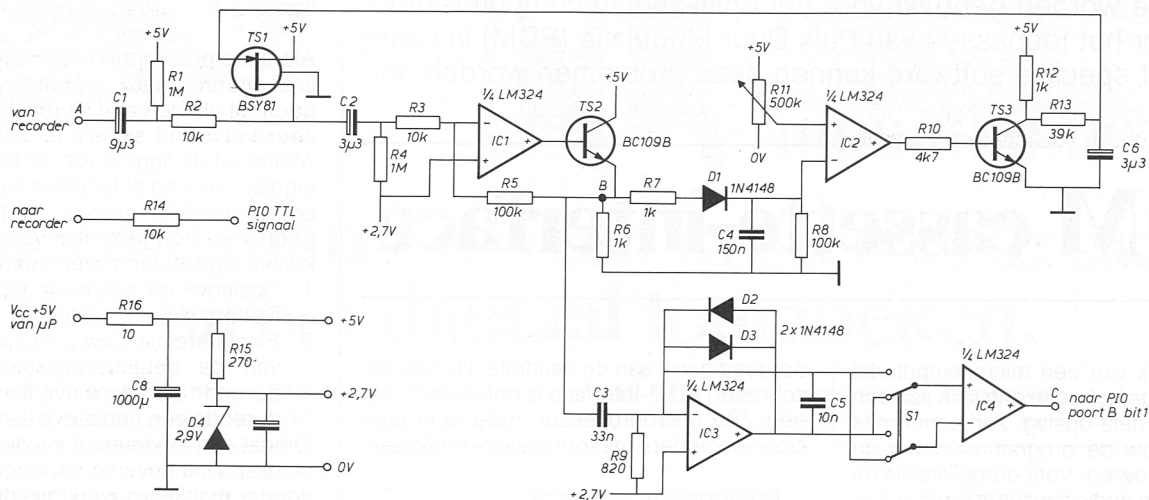 +5V
R1
1M
TS1
+5V
BSY81
van
recorder
A
C1
9µ3
R2
10k
C2
3µ3
R3
10k
R4
1M
+2,7V
¼ LM324
IC1
+5V
TS2
BC109B
R5
100k
B
R6
1k
R7
1k
D1
1N4148
C4
150n
R8
100k
+5V
R11
500k
0V
¼ LM324
IC2
R10
4k7
+5V
R12
1k
TS3
BC109B
R13
39k
C6
3µ3
naar
recorder
R14
10k
PIO TTL
signaal
Vcc +5V
van µP
R16
10
+5V
R15
270
C8
1000µ
+2,7V
D4
2,9V
0V
D2
D3
2x1N4148
C3
33n
R9
820
+2,7V
¼ LM324
IC3
C5
10n
S1
¼ LM324
IC4
C
naar PIO
poort B bit1